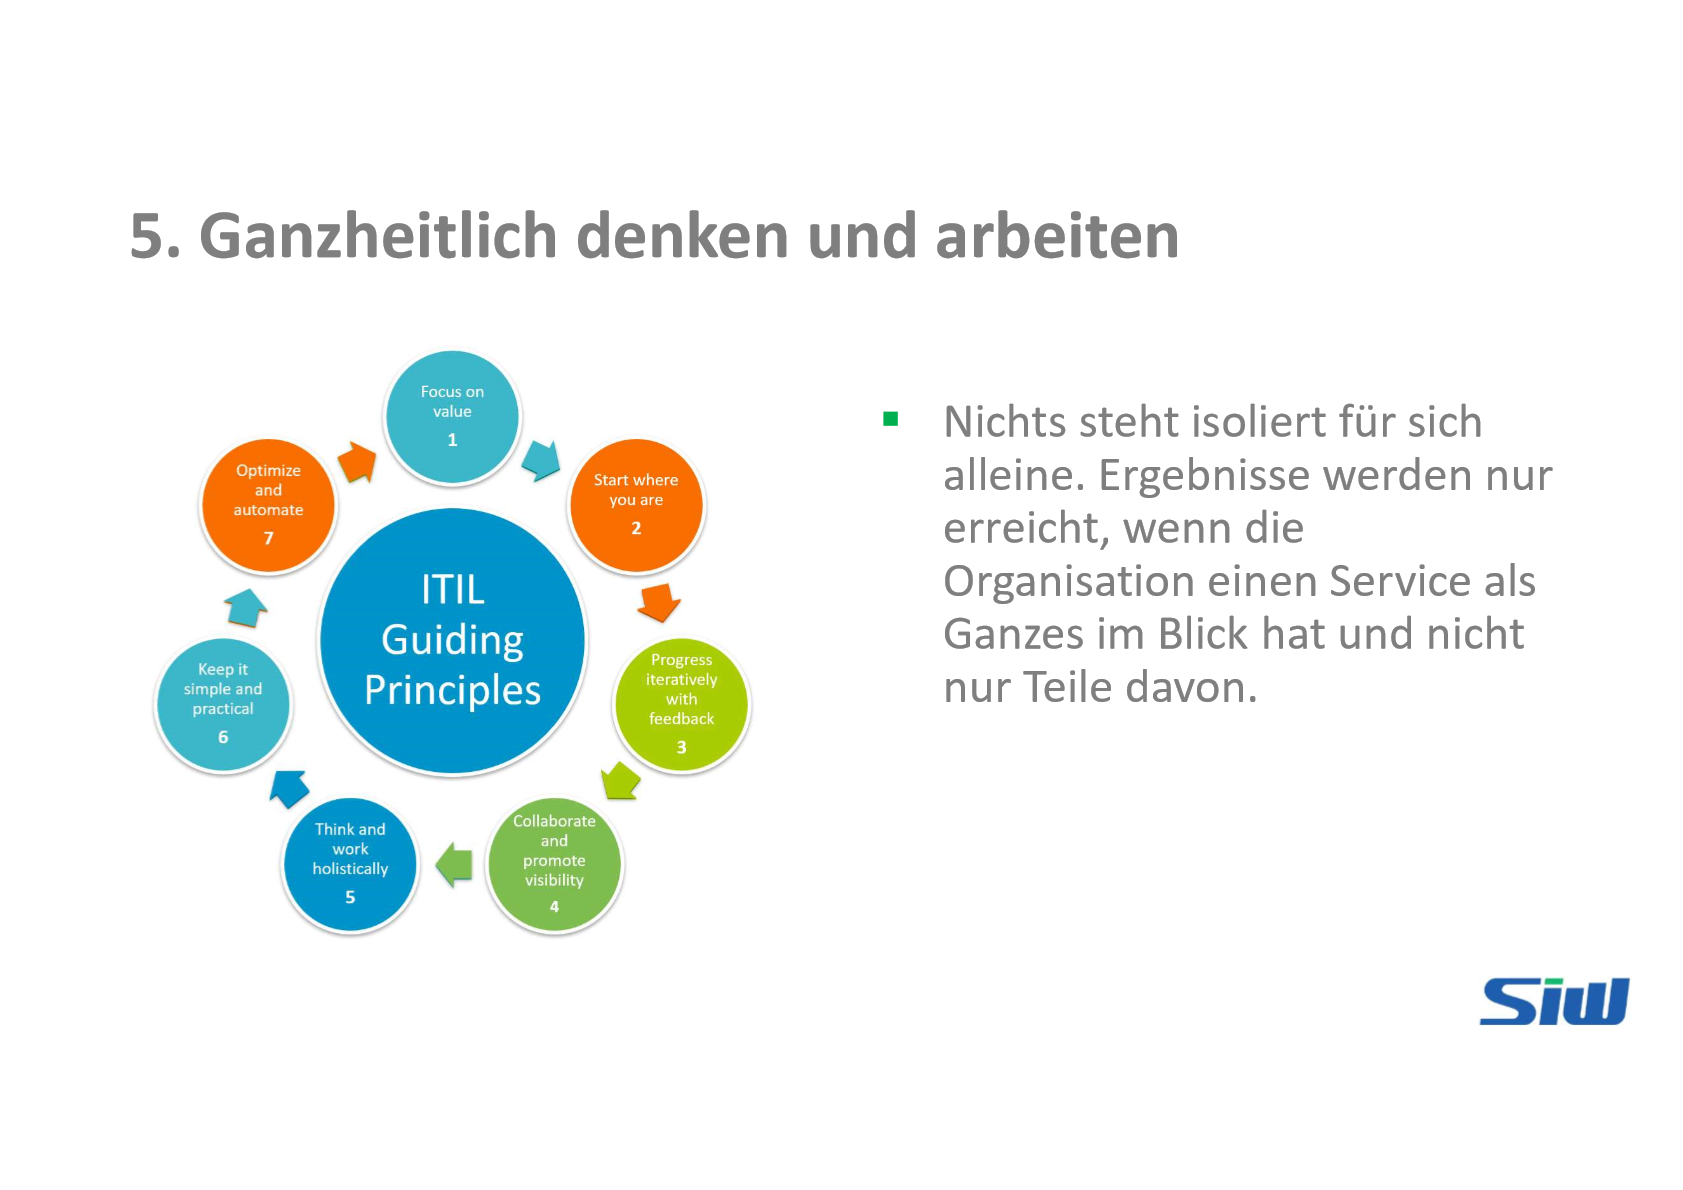 5. Ganzheitlich denken und arbeiten
Focus on
value
1
Start where
you are
2
Progress
iteratively
with
feedback
3
Collaborate
and
promote
visibility
4
Think and
work
holistically
5
Keep it
simple and
practical
6
Optimize
and
automate
7
ITIL
Guiding
Principles
Nichts steht isoliert für sich
alleine. Ergebnisse werden nur
erreicht, wenn die
Organisation einen Service als
Ganzes im Blick hat und nicht
nur Teile davon.
Siw